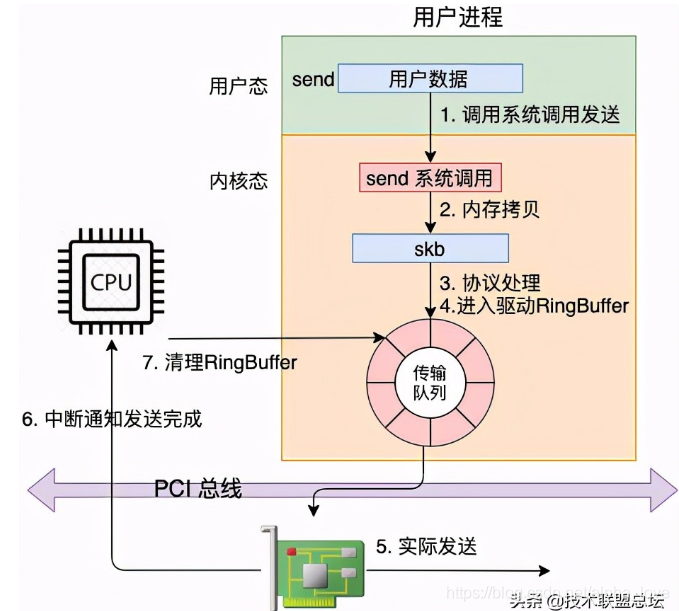 用户进程
用户态
send
用户数据
1. 调用系统调用发送
内核态
send 系统调用
2. 内存拷贝
skb
3. 协议处理
4.进入驱动RingBuffer
CPU
传输
队列
7. 清理RingBuffer
6. 中断通知发送完成
PCI 总线
5. 实际发送
头条 @技术联盟总坛